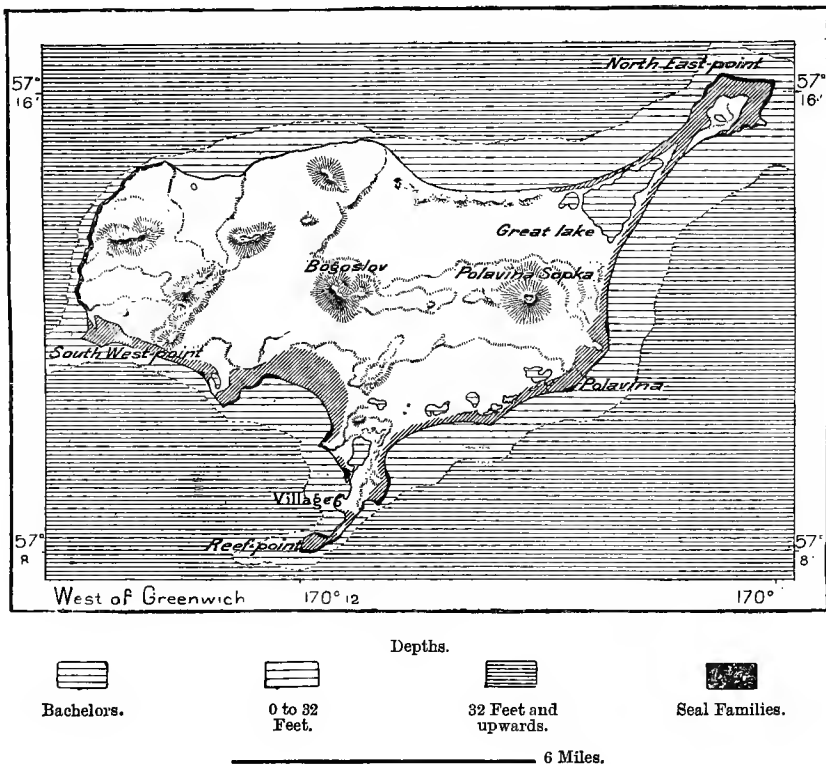 North East-point
57°
16'
57°
16'
Great lake
Bogoslov
Polavina Sopka
South West-point
Polavina
Village
Reef-point
57°
8
57°
8'
West of Greenwich
170° 12
170°
Depths.
Bachelors.
0 to 32
Feet.
32 Feet and
upwards.
Seal Families.
6 Miles.